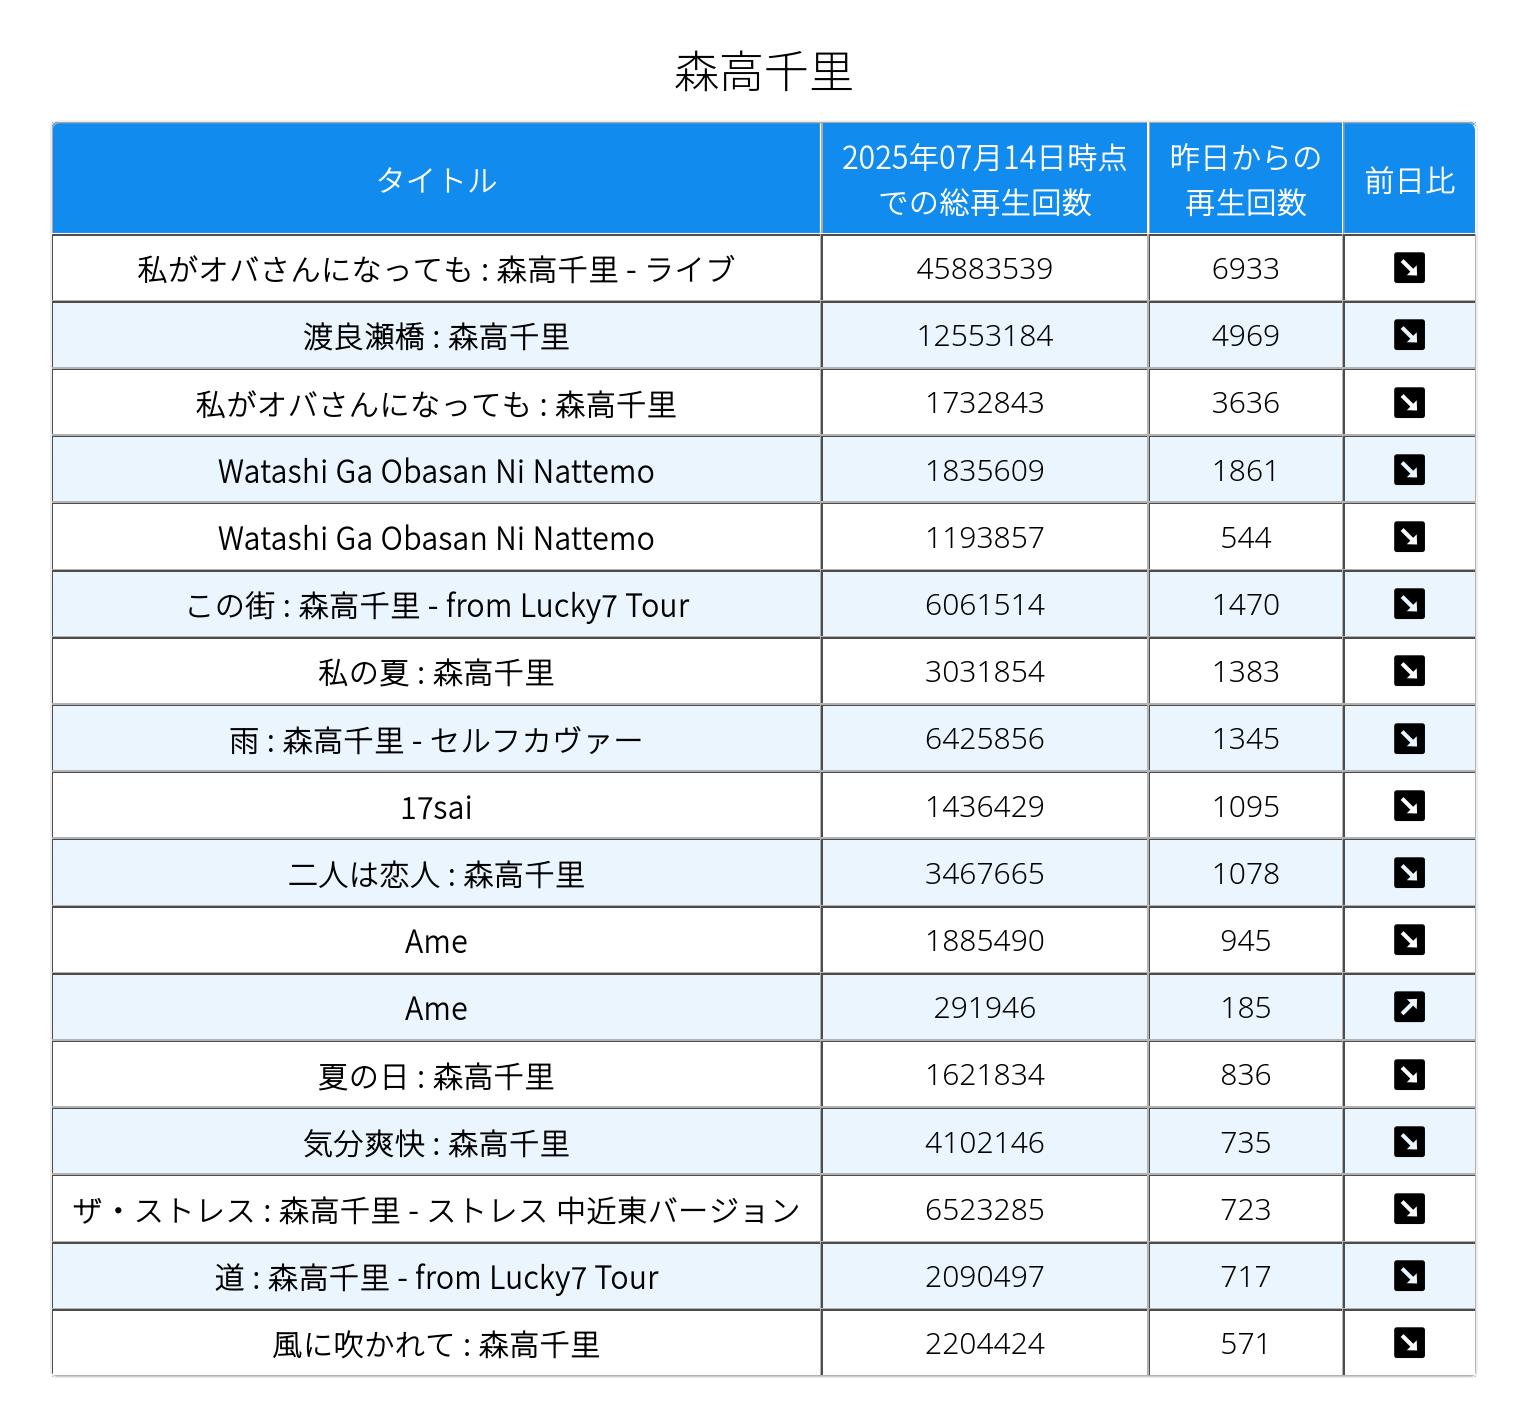 森高千里
タイトル 2025年07月14日時点 昨日からの 前日比
での総再生回数 再生回数
私がオバさんになっても : 森高千里 - ライブ 45883539 6933 ↘
渡良瀬橋 : 森高千里 12553184 4969 ↘
私がオバさんになっても : 森高千里 1732843 3636 ↘
Watashi Ga Obasan Ni Nattemo 1835609 1861 ↘
Watashi Ga Obasan Ni Nattemo 1193857 544 ↘
この街 : 森高千里 - from Lucky7 Tour 6061514 1470 ↘
私の夏 : 森高千里 3031854 1383 ↘
雨 : 森高千里 - セルフカヴァー 6425856 1345 ↘
17sai 1436429 1095 ↘
二人は恋人 : 森高千里 3467665 1078 ↘
Ame 1885490 945 ↘
Ame 291946 185 ↗
夏の日 : 森高千里 1621834 836 ↘
気分爽快 : 森高千里 4102146 735 ↘
ザ・ストレス : 森高千里 - ストレス 中近東バージョン 6523285 723 ↘
道 : 森高千里 - from Lucky7 Tour 2090497 717 ↘
風に吹かれて : 森高千里 2204424 571 ↘